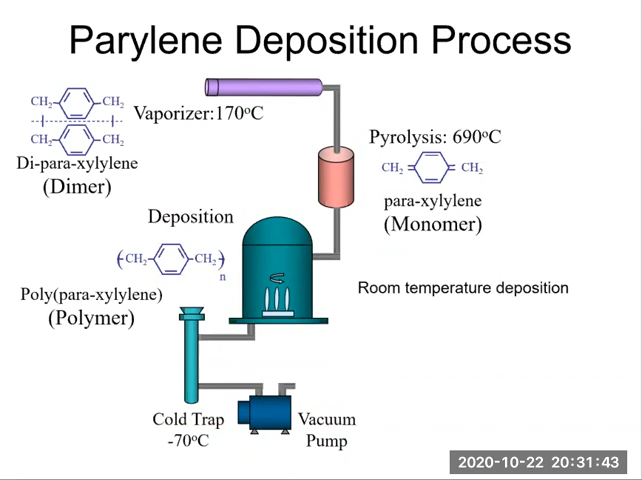 Parylene Deposition Process
CH₂ CH₂
CH₂ CH₂
Di-para-xylylene
(Dimer)
Vaporizer:170°C
Pyrolysis: 690°C
CH₂ CH₂
para-xylylene
(Monomer)
Deposition
(CH₂ CH₂)
n
Poly(para-xylylene)
(Polymer)
Room temperature deposition
Cold Trap
-70°C
Vacuum
Pump
2020-10-22 20:31:43